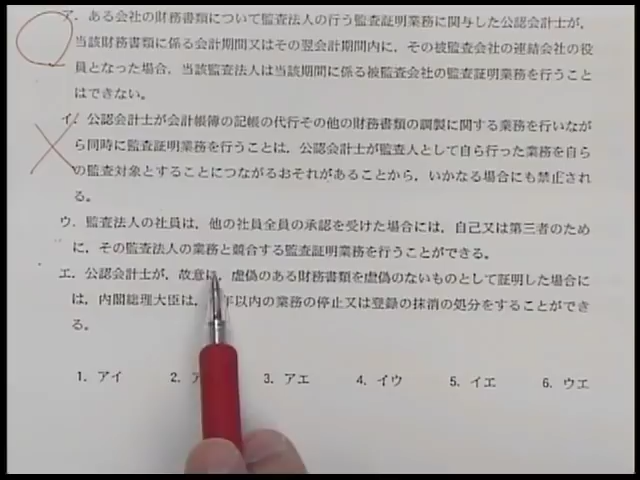 ア. ある会社の財務書類について監査法人の行う監査証明業務に関与した公認会計士が,
当該財務書類に係る会計期間又はその翌会計期間内に, その被監査会社の連結会社の役
員となった場合, 当該監査法人は当該期間に係る被監査会社の監査証明業務を行うこと
はできない。
イ. 公認会計士が会計帳簿の記帳の代行その他の財務書類の調製に関する業務を行いなが
ら同時に監査証明業務を行うことは, 公認会計士が監査人として自ら行った業務を自ら
の監査対象とすることにつながるおそれがあることから, いかなる場合にも禁止され
る。
ウ. 監査法人の社員は, 他の社員全員の承認を受けた場合には, 自己又は第三者のため
に, その監査法人の業務と競合する監査証明業務を行うことができる。
エ. 公認会計士が, 故意に, 虚偽のある財務書類を虚偽のないものとして証明した場合に
は, 内閣総理大臣は, 年以内の業務の停止又は登録の抹消の処分をすることができ
る。
1. アイ 2. ア 3. アエ 4. イウ 5. イエ 6. ウエ